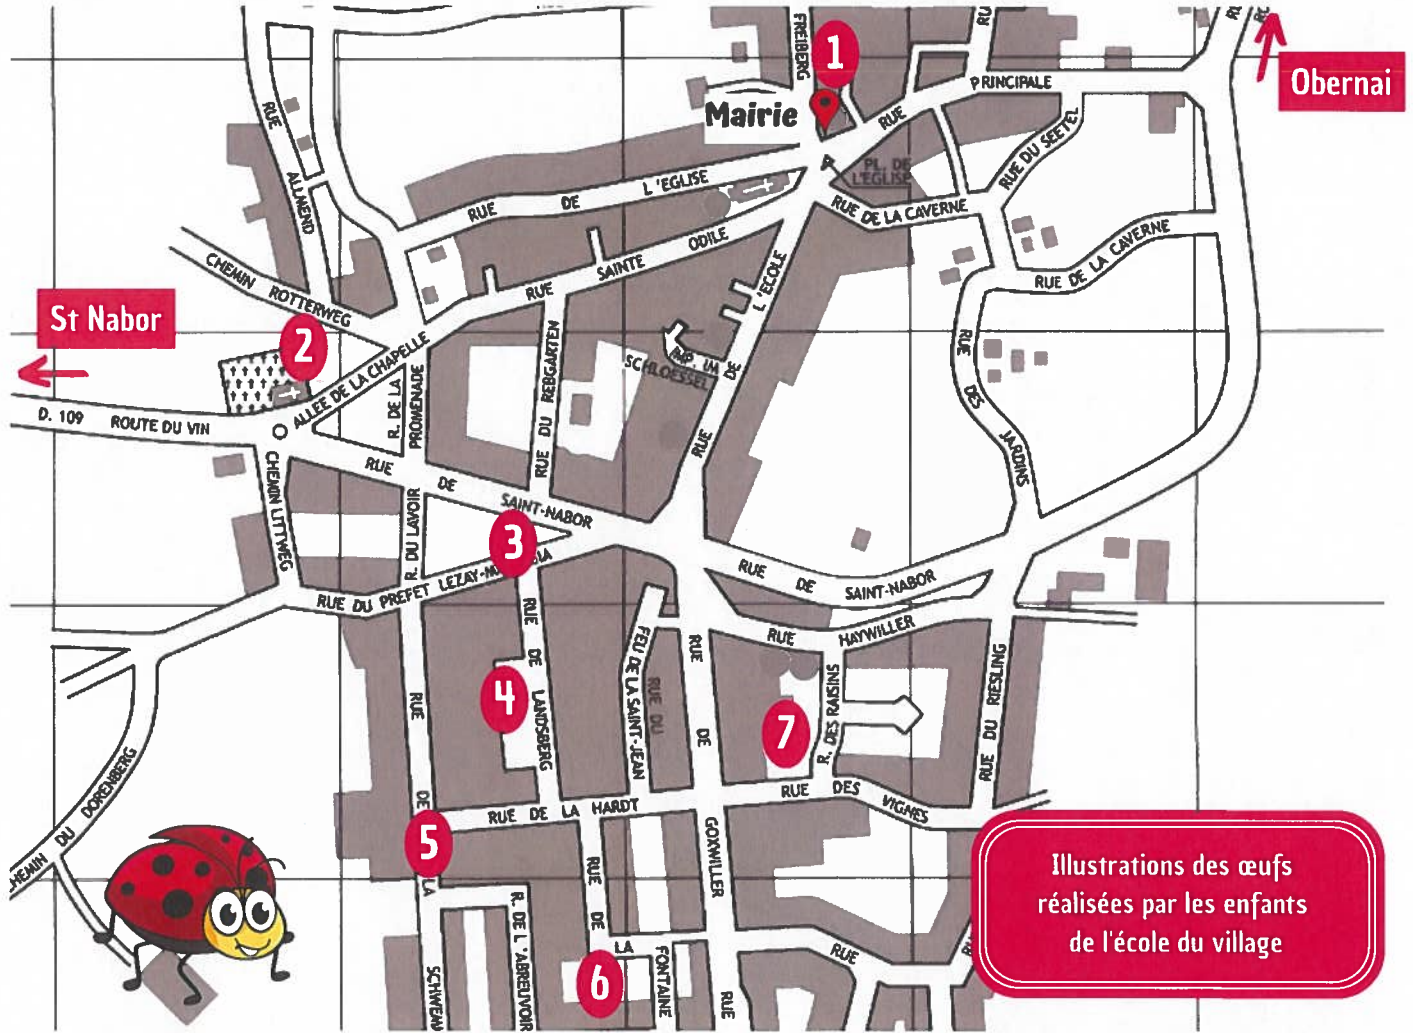 FREIBERG
1
RU
Obernai
PRINCIPALE
RUE
Mairie
RUE
ALLMEND
PL. DE
L'EGLISE
RUE DU SEETEL
RUE DE L'EGLISE
RUE DE LA CAVERNE
RUE SAINTE ODILE
RUE DE LA CAVERNE
CHEMIN ROTTERWEG
St Nabor
2
RUE DE L'ECOLE
IMP. IM
SCHLOESSEL
RUE DU REBGARTEN
ALLEE DE LA CHAPELLE
R. DE LA
PROMENADE
RUE DES JARDINS
D. 109 ROUTE DU VIN
CHEMIN LITTWEG
RUE DE SAINT-NABOR
R. DU LAVOIR
3
RUE DU PREFET LEZAY-M
RUE DE SAINT-NABOR
RUE HAYWILLER
RUE DE LANDSBERG
4
RUE DU
FEU DE LA SAINT-JEAN
RUE DE GOXWILLER
7
R. DES RAISINS
RUE DU RIESLING
RUE DES VIGNES
RUE DE LA HARDT
RUE DE LA SCHWEM
5
CHEMIN DU DORENBERG
R. DE L'ABREUVOIR
RUE DE LA FONTAINE
6
RUE
RUE
Illustrations des œufs
réalisées par les enfants
de l'école du village